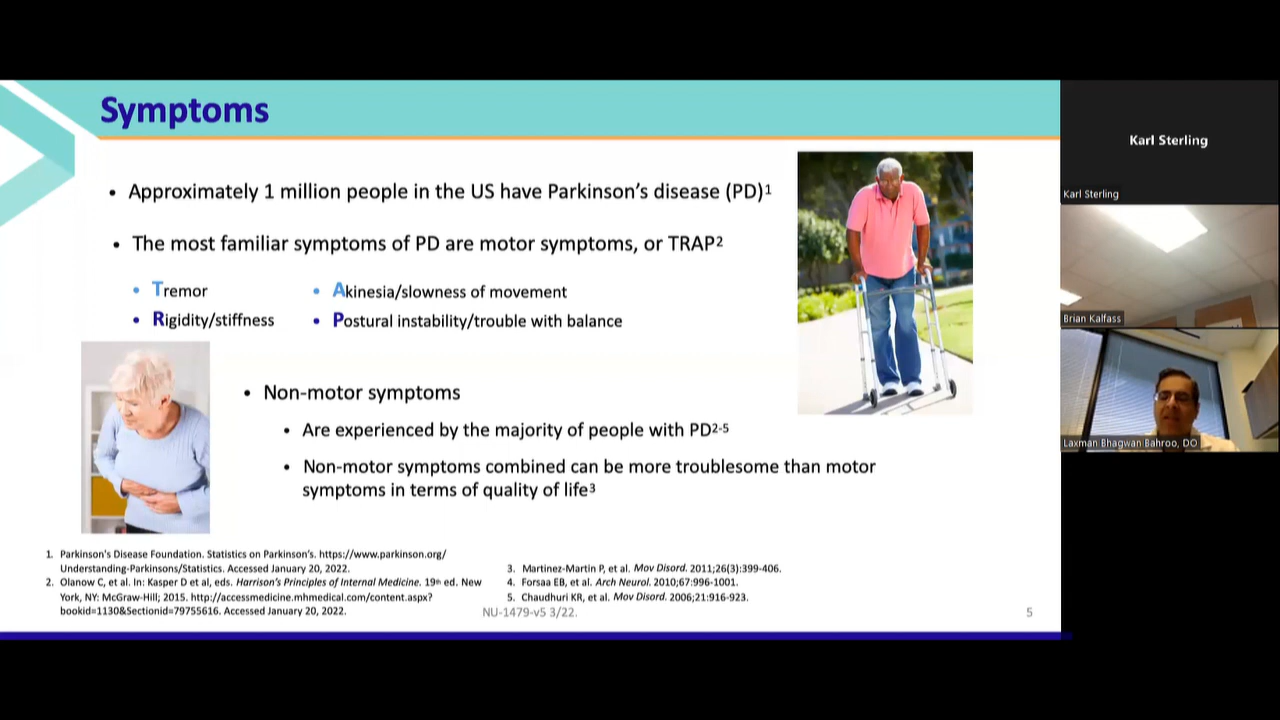 Symptoms
• Approximately 1 million people in the US have Parkinson's disease (PD)1
• The most familiar symptoms of PD are motor symptoms, or TRAP2
• Tremor
• Rigidity/stiffness
• Akinesia/slowness of movement
• Postural instability/trouble with balance
• Non-motor symptoms
• Are experienced by the majority of people with PD2-5
• Non-motor symptoms combined can be more troublesome than motor
symptoms in terms of quality of life3
1. Parkinson's Disease Foundation. Statistics on Parkinson's. https://www.parkinson.org/
Understanding-Parkinsons/Statistics. Accessed January 20, 2022.
2. Olanow C, et al. In: Kasper D et al, eds. Harrison's Principles of Internal Medicine. 19th ed. New
York, NY: McGraw-Hill; 2015. http://accessmedicine.mhmedical.com/content.aspx?
bookid=1130&Sectionid=79755616. Accessed January 20, 2022.
3. Martinez-Martin P, et al. Mov Disord. 2011;26(3):399-406.
4. Forsaa EB, et al. Arch Neurol. 2010;67:996-1001.
5. Chaudhuri KR, et al. Mov Disord. 2006;21:916-923.
NU-1479-v5 3/22.
5
Karl Sterling
Karl Sterling
Brian Kalfass
Laxman Bhagwan Bahroo, DO